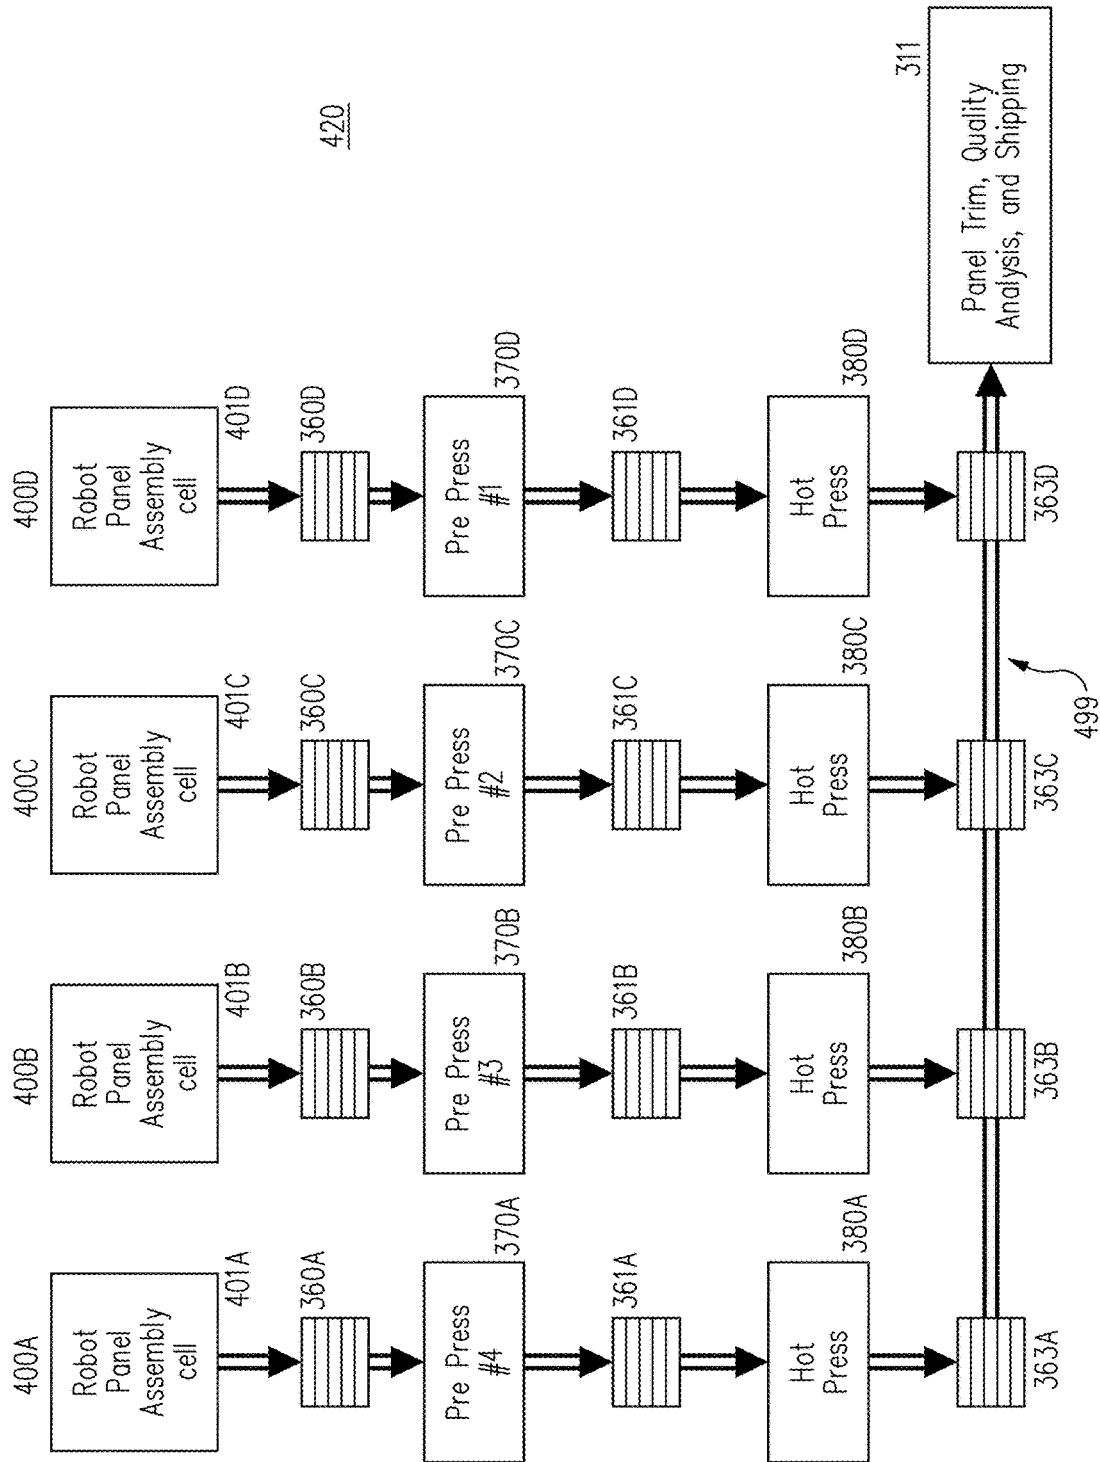 420
400A
Robot
Panel
Assembly
cell
401A
360A
Pre Press
#4
370A
361A
Hot
Press
380A
363A
400B
Robot
Panel
Assembly
cell
401B
360B
Pre Press
#3
370B
361B
Hot
Press
380B
363B
400C
Robot
Panel
Assembly
cell
401C
360C
Pre Press
#2
370C
361C
Hot
Press
380C
363C
499
400D
Robot
Panel
Assembly
cell
401D
360D
Pre Press
#1
370D
361D
Hot
Press
380D
363D
311
Panel Trim, Quality
Analysis, and Shipping